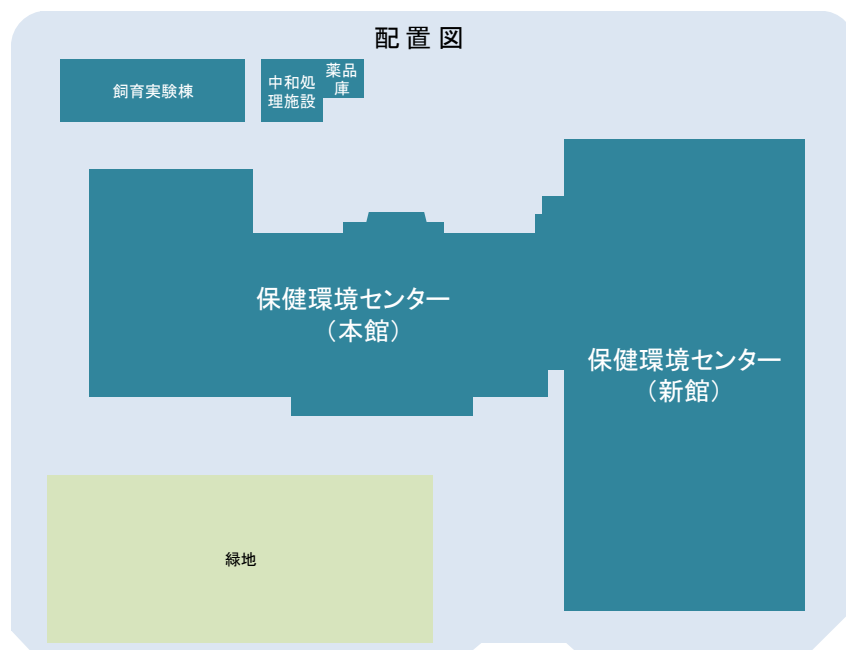 配置図
飼育実験棟
中和処
理施設
薬品
庫
保健環境センター
（本館）
保健環境センター
（新館）
緑地